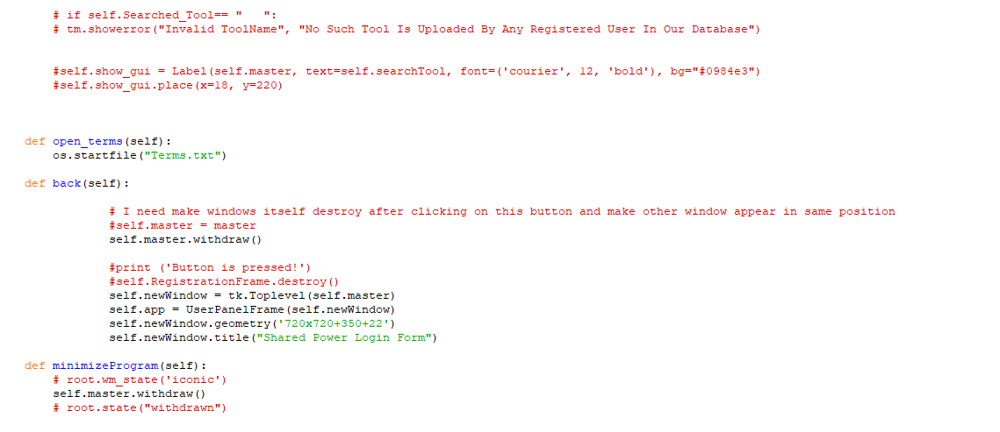 # if self.Searched_Tool== "   ":
# tm.showerror("Invalid ToolName", "No Such Tool Is Uploaded By Any Registered User In Our Database")
#self.show_gui = Label(self.master, text=self.searchTool, font=('courier', 12, 'bold'), bg="#0984e3")
#self.show_gui.place(x=18, y=220)
def open_terms(self):
os.startfile("Terms.txt")
def back(self):
# I need make windows itself destroy after clicking on this button and make other window appear in same position
#self.master = master
self.master.withdraw()
#print ('Button is pressed!')
#self.RegistrationFrame.destroy()
self.newWindow = tk.Toplevel(self.master)
self.app = UserPanelFrame(self.newWindow)
self.newWindow.geometry('720x720+350+22')
self.newWindow.title("Shared Power Login Form")
def minimizeProgram(self):
# root.wm_state('iconic')
self.master.withdraw()
# root.state("withdrawn")